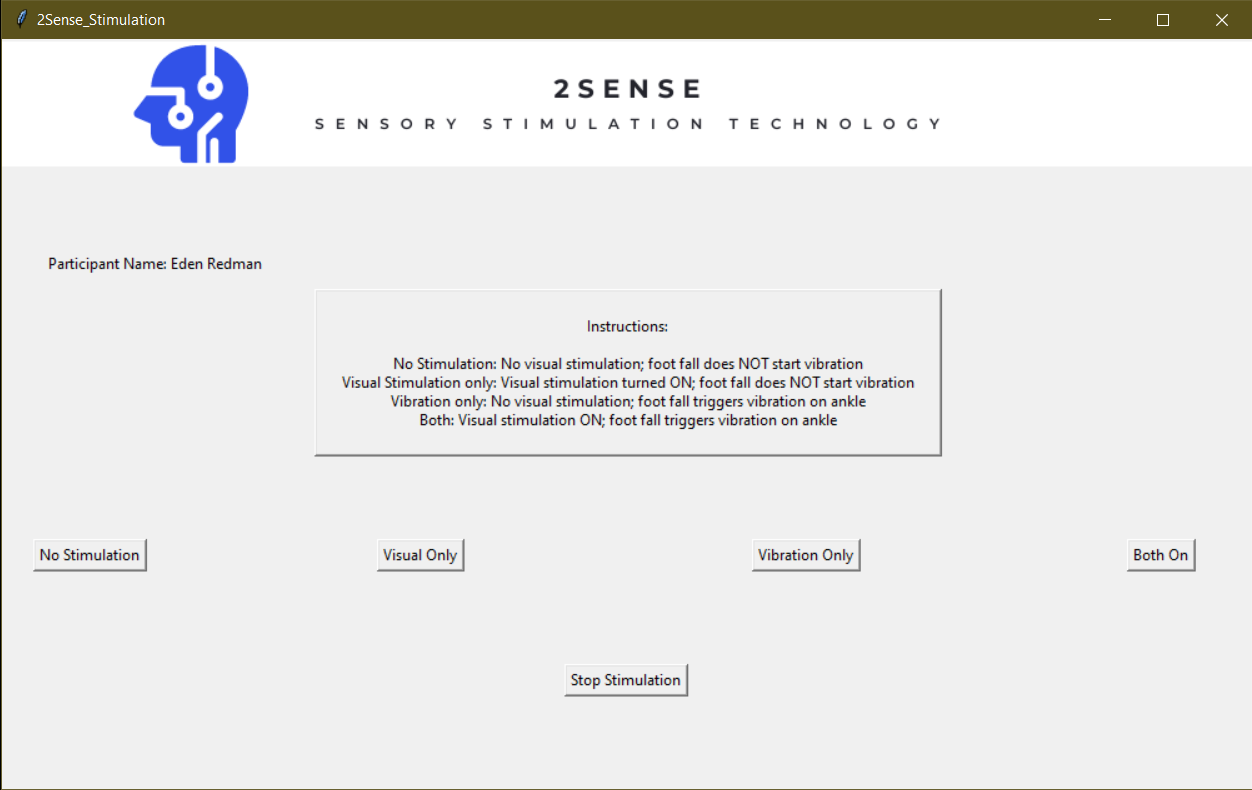 2Sense_Stimulation
2SENSE
SENSORY STIMULATION TECHNOLOGY
Participant Name: Eden Redman
Instructions:
No Stimulation: No visual stimulation; foot fall does NOT start vibration
Visual Stimulation only: Visual stimulation turned ON; foot fall does NOT start vibration
Vibration only: No visual stimulation; foot fall triggers vibration on ankle
Both: Visual stimulation ON; foot fall triggers vibration on ankle
No Stimulation
Visual Only
Vibration Only
Both On
Stop Stimulation